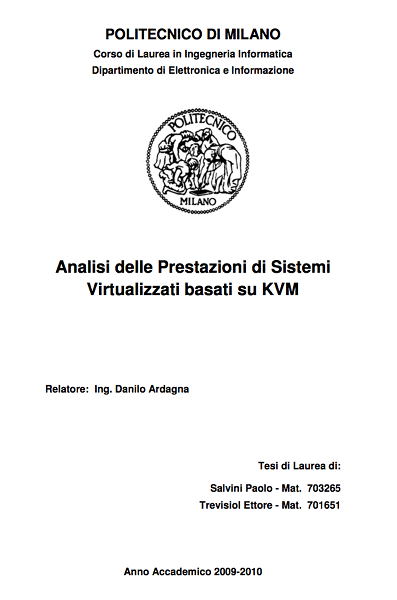 POLITECNICO DI MILANO
Corso di Laurea in Ingegneria Informatica
Dipartimento di Elettronica e Informazione
POLITECNICO
MILANO
Analisi delle Prestazioni di Sistemi
Virtualizzati basati su KVM
Relatore: Ing. Danilo Ardagna
Tesi di Laurea di:
Salvini Paolo - Mat. 703265
Trevisiol Ettore - Mat. 701651
Anno Accademico 2009-2010